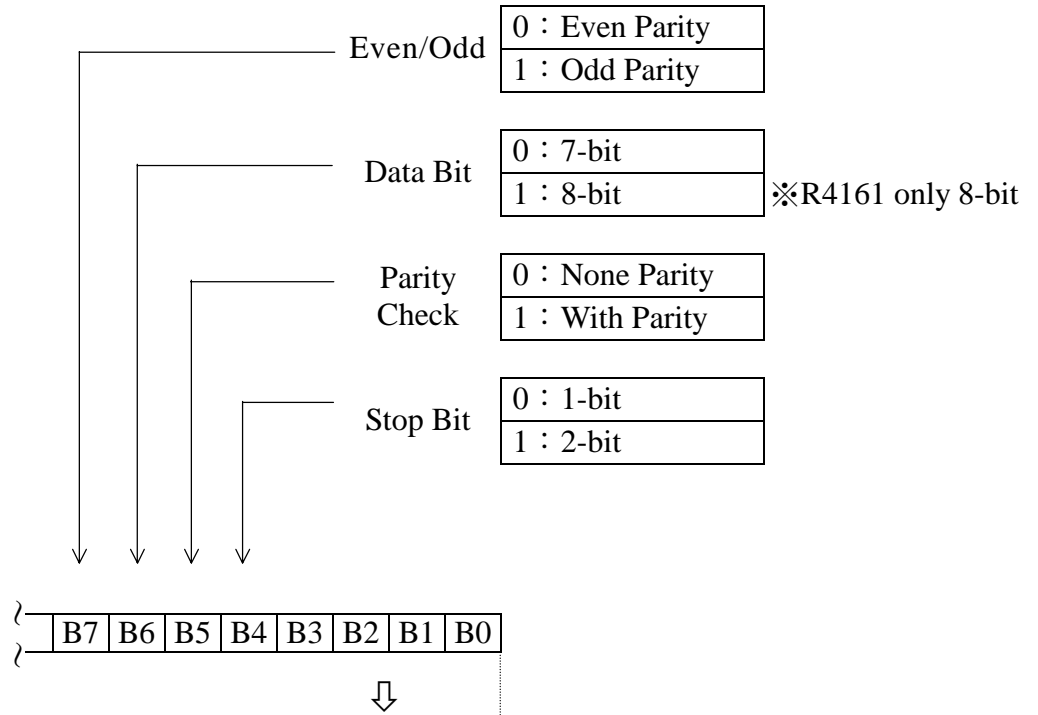 Even/Odd
0：Even Parity
1：Odd Parity
Data Bit
0：7-bit
1：8-bit ※R4161 only 8-bit
Parity
Check
0：None Parity
1：With Parity
Stop Bit
0：1-bit
1：2-bit
B7 B6 B5 B4 B3 B2 B1 B0